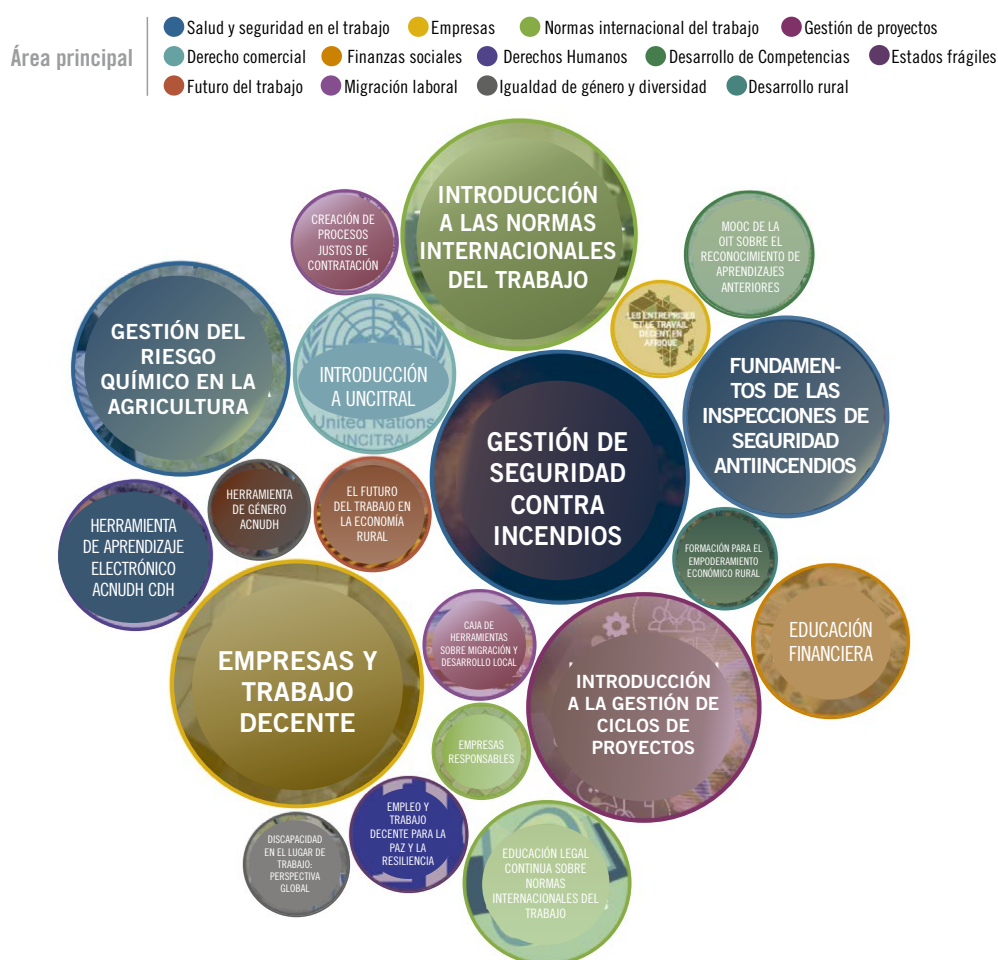 Área principal
Salud y seguridad en el trabajo
Empresas
Normas internacional del trabajo
Gestión de proyectos
Derecho comercial
Finanzas sociales
Derechos Humanos
Desarrollo de Competencias
Estados frágiles
Futuro del trabajo
Migración laboral
Igualdad de género y diversidad
Desarrollo rural
INTRODUCCIÓN
A LAS NORMAS
INTERNACIONALES
DEL TRABAJO
CREACIÓN DE
PROCESOS
JUSTOS DE
CONTRATACIÓN
MOOC DE LA
OIT SOBRE EL
RECONOCIMIENTO DE
APRENDIZAJES
ANTERIORES
LES ENTREPRISES
ET LE TRAVAIL
DÉCENT EN
AFRIQUE
GESTIÓN DEL
RIESGO
QUÍMICO EN LA
AGRICULTURA
INTRODUCCIÓN
A UNCITRAL
United Nations
UNCITRAL
FUNDAMEN-
TOS DE LAS
INSPECCIONES DE
SEGURIDAD
ANTIINCENDIOS
GESTIÓN DE
SEGURIDAD
CONTRA
INCENDIOS
HERRAMIENTA
DE GÉNERO
ACNUDH
EL FUTURO
DEL TRABAJO EN
LA ECONOMÍA
RURAL
HERRAMIENTA
DE APRENDIZAJE
ELECTRÓNICO
ACNUDH CDH
FORMACIÓN PARA EL
EMPODERAMIENTO
ECONÓMICO RURAL
EDUCACIÓN
FINANCIERA
CAJA DE
HERRAMIENTAS
SOBRE MIGRACIÓN Y
DESARROLLO LOCAL
EMPRESAS Y
TRABAJO
DECENTE
INTRODUCCIÓN
A LA GESTIÓN DE
CICLOS DE
PROYECTOS
EMPRESAS
RESPONSABLES
EMPLEO Y
TRABAJO
DECENTE PARA LA
PAZ Y LA
RESILIENCIA
DISCAPACIDAD
EN EL LUGAR DE
TRABAJO:
PERSPECTIVA
GLOBAL
EDUCACIÓN LEGAL
CONTINUA SOBRE
NORMAS
INTERNACIONALES DEL
TRABAJO